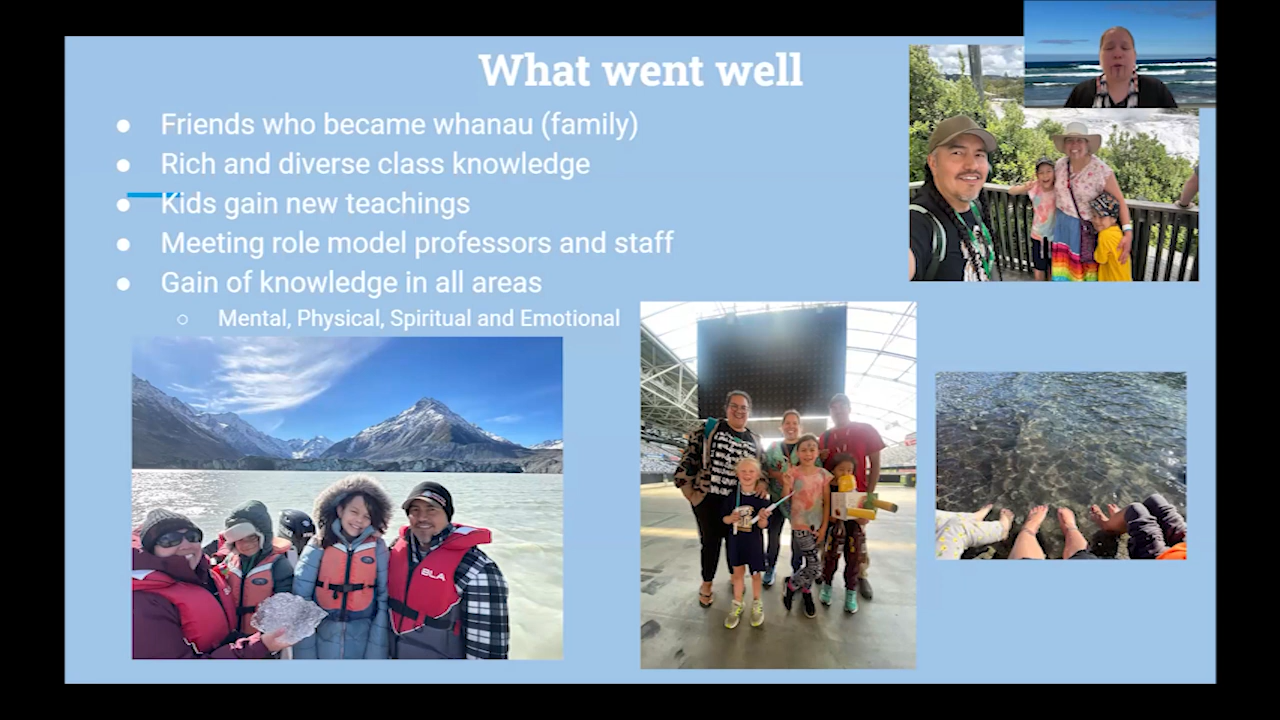 What went well
● Friends who became whanau (family)
● Rich and diverse class knowledge
● Kids gain new teachings
● Meeting role model professors and staff
● Gain of knowledge in all areas
○ Mental, Physical, Spiritual and Emotional
BLA